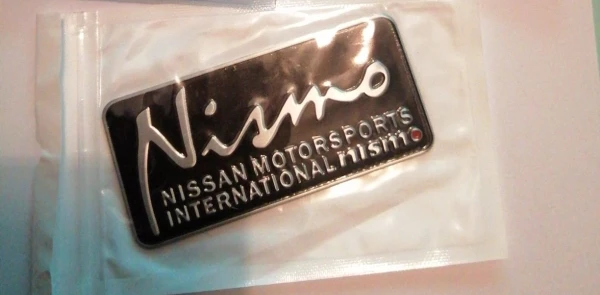 Nismo
NISSAN MOTORSPORTS
INTERNATIONAL nismo